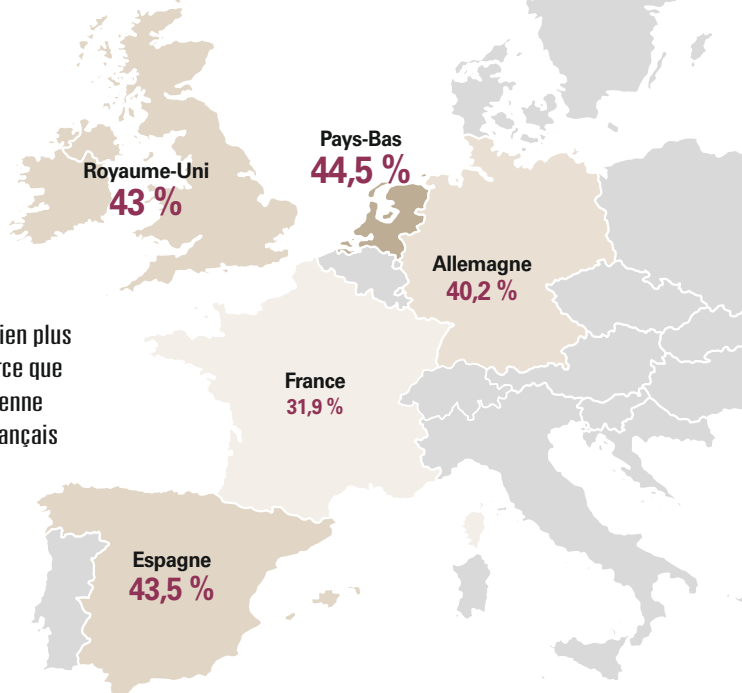 Pays-Bas
44,5 %
Royaume-Uni
43 %
Allemagne
40,2 %
ien plus
rce que
enne
ançais
France
31,9 %
Espagne
43,5 %